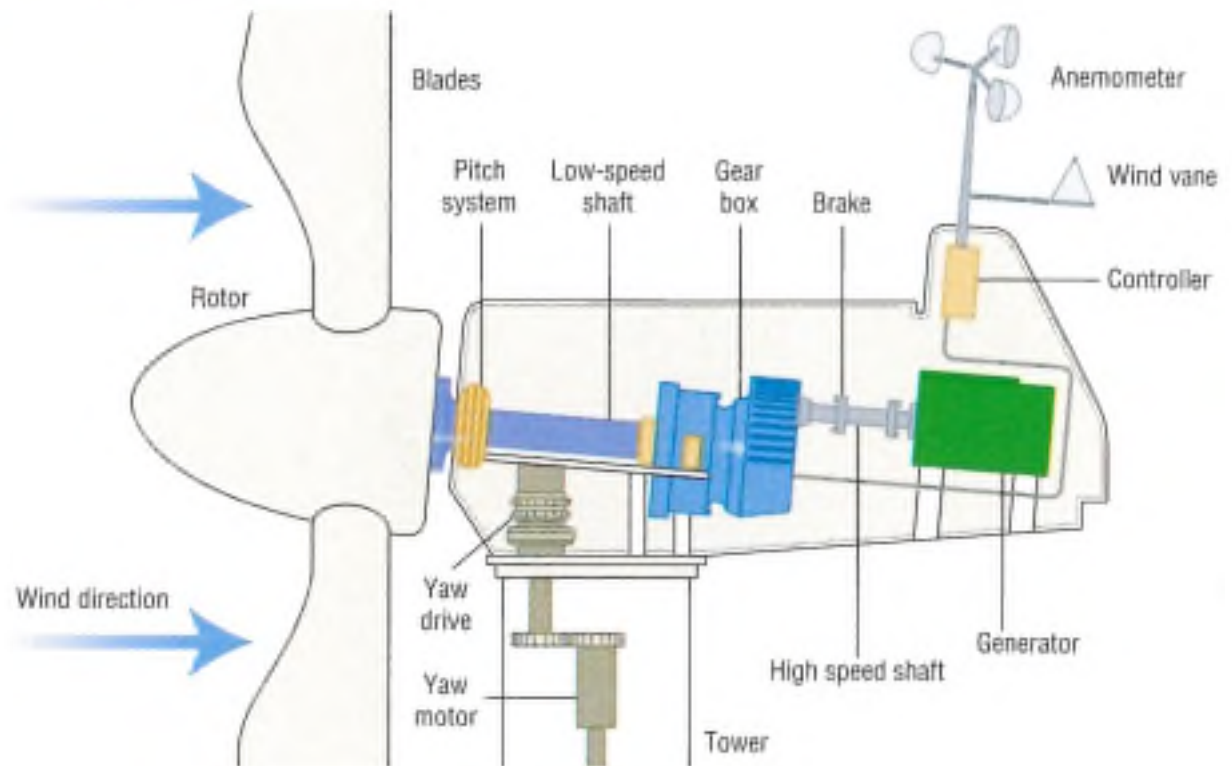 Blades
Anemometer
Pitch
system
Low-speed
shaft
Gear
box
Brake
Wind vane
Controller
Rotor
Wind direction
Yaw
drive
Generator
High speed shaft
Yaw
motor
Tower